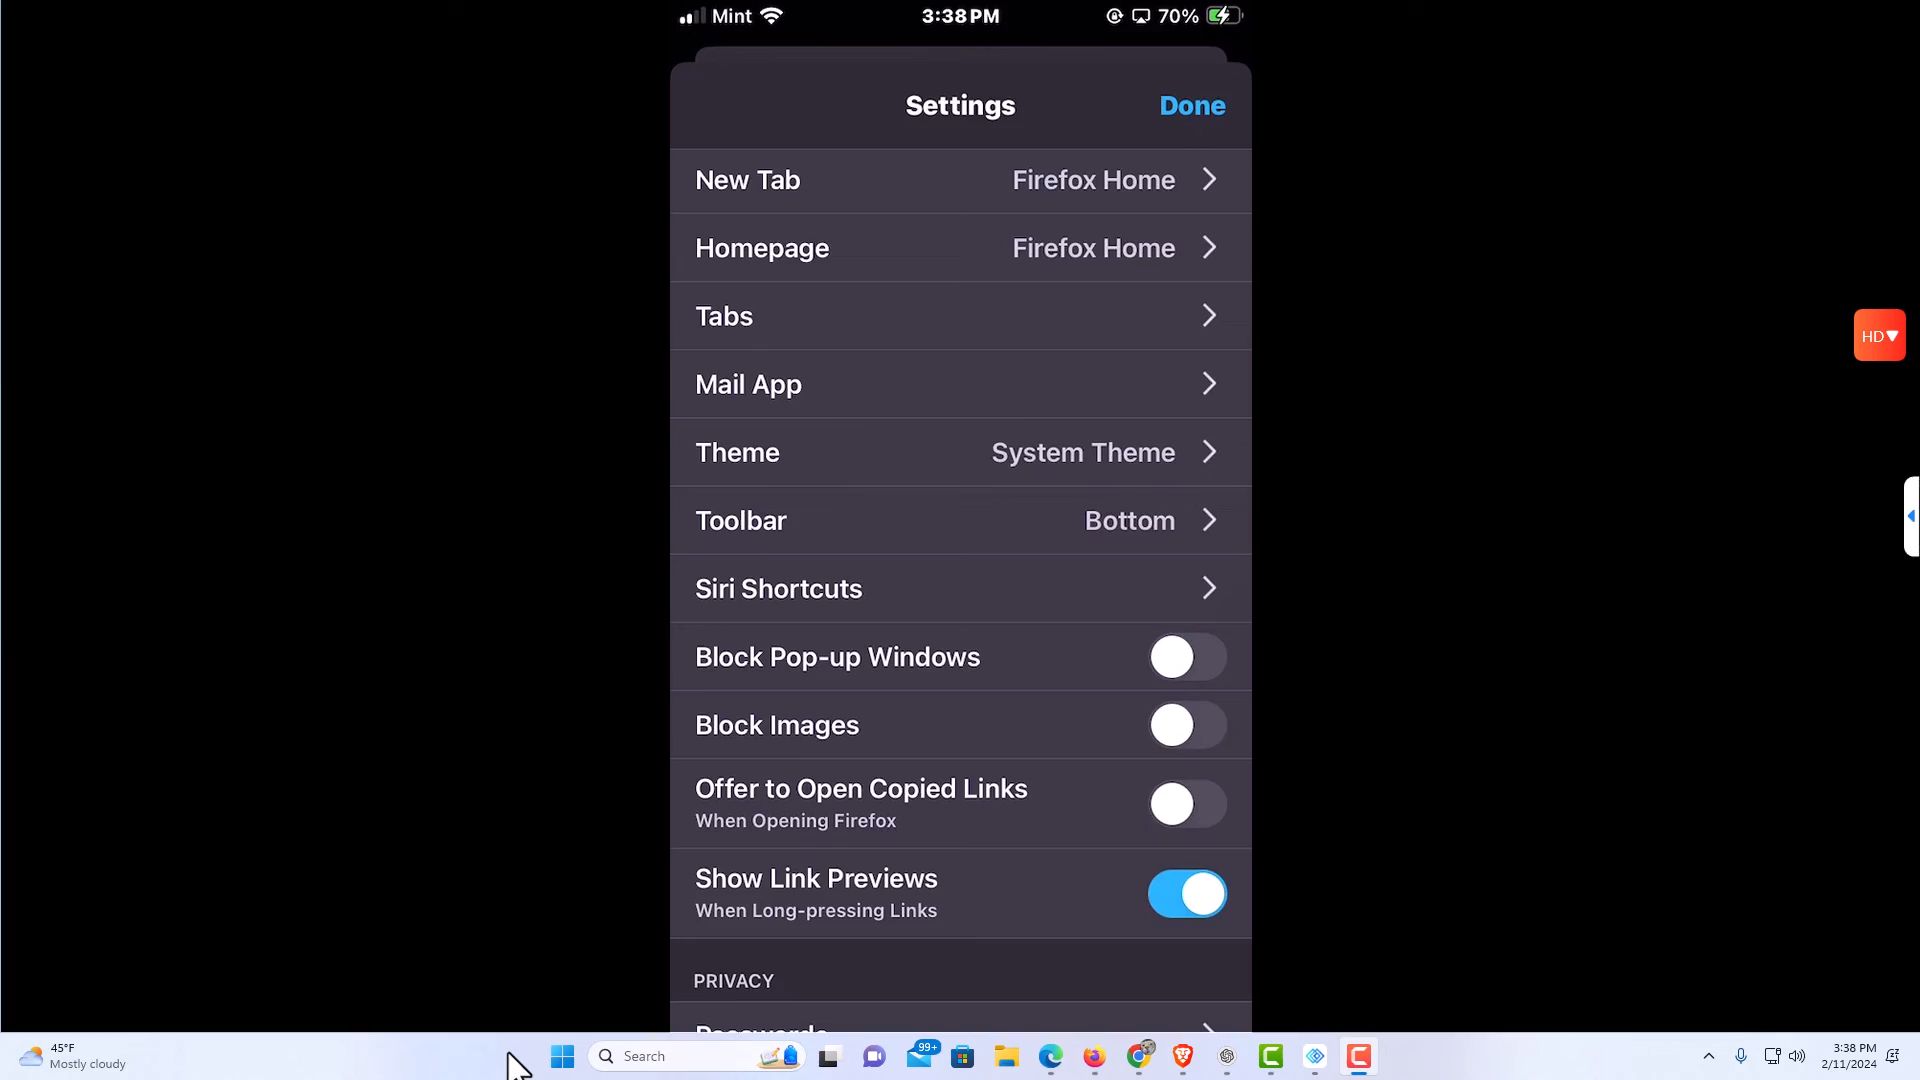 Mint 3:38 PM 70%
Settings Done
New Tab Firefox Home
Homepage Firefox Home
Tabs
Mail App
Theme System Theme
Toolbar Bottom
Siri Shortcuts
Block Pop-up Windows
Block Images
Offer to Open Copied Links
When Opening Firefox
Show Link Previews
When Long-pressing Links
PRIVACY
Passwords
HD
45°F
Mostly cloudy
Search
99+
3:38 PM
2/11/2024